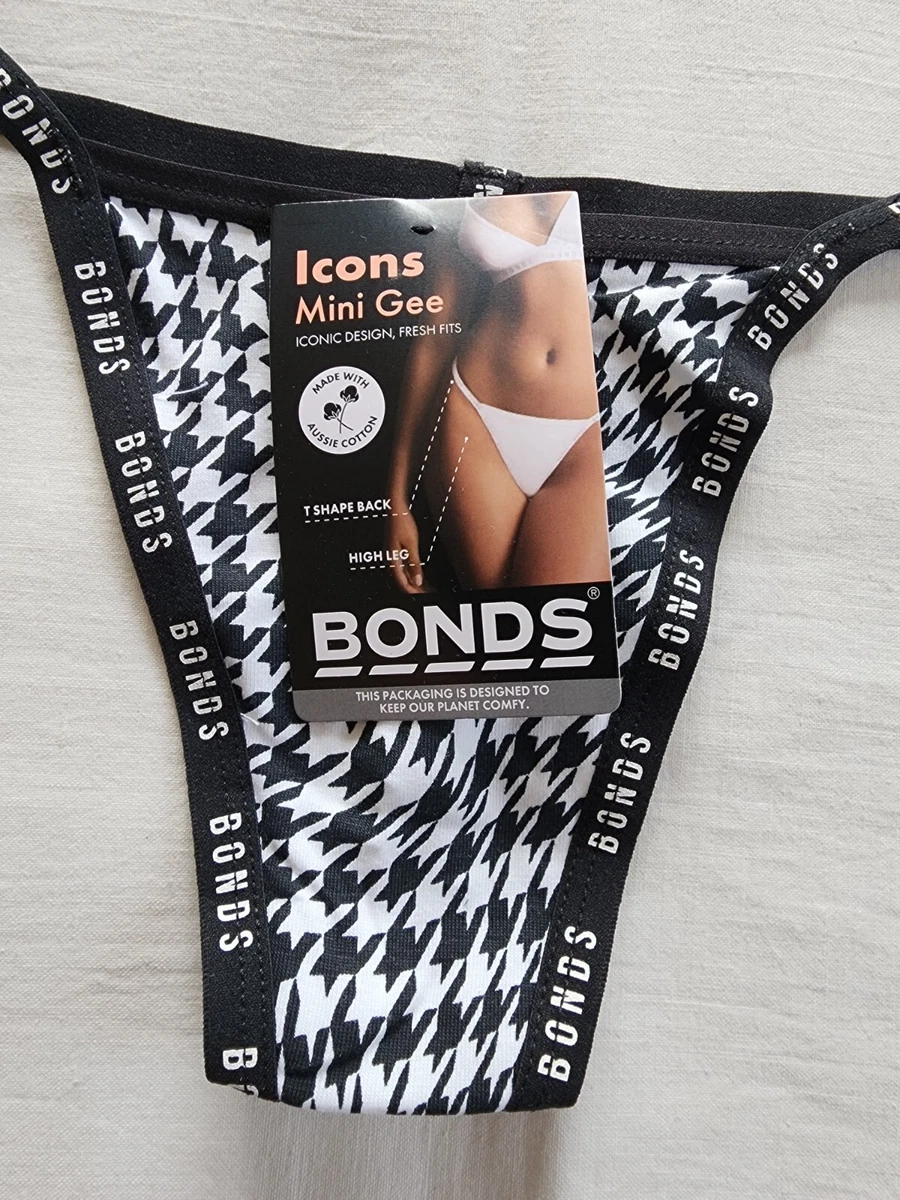 Icons
Mini Gee
ICONIC DESIGN, FRESH FITS
MADE WITH
AUSSIE COTTON
T SHAPE BACK
HIGH LEG
BONDS®
THIS PACKAGING IS DESIGNED TO
KEEP OUR PLANET COMFY.
BONDS
BONDS
BONDS
BONDS
BONDS
BONDS
BONDS
BONDS
BONDS
BONDS